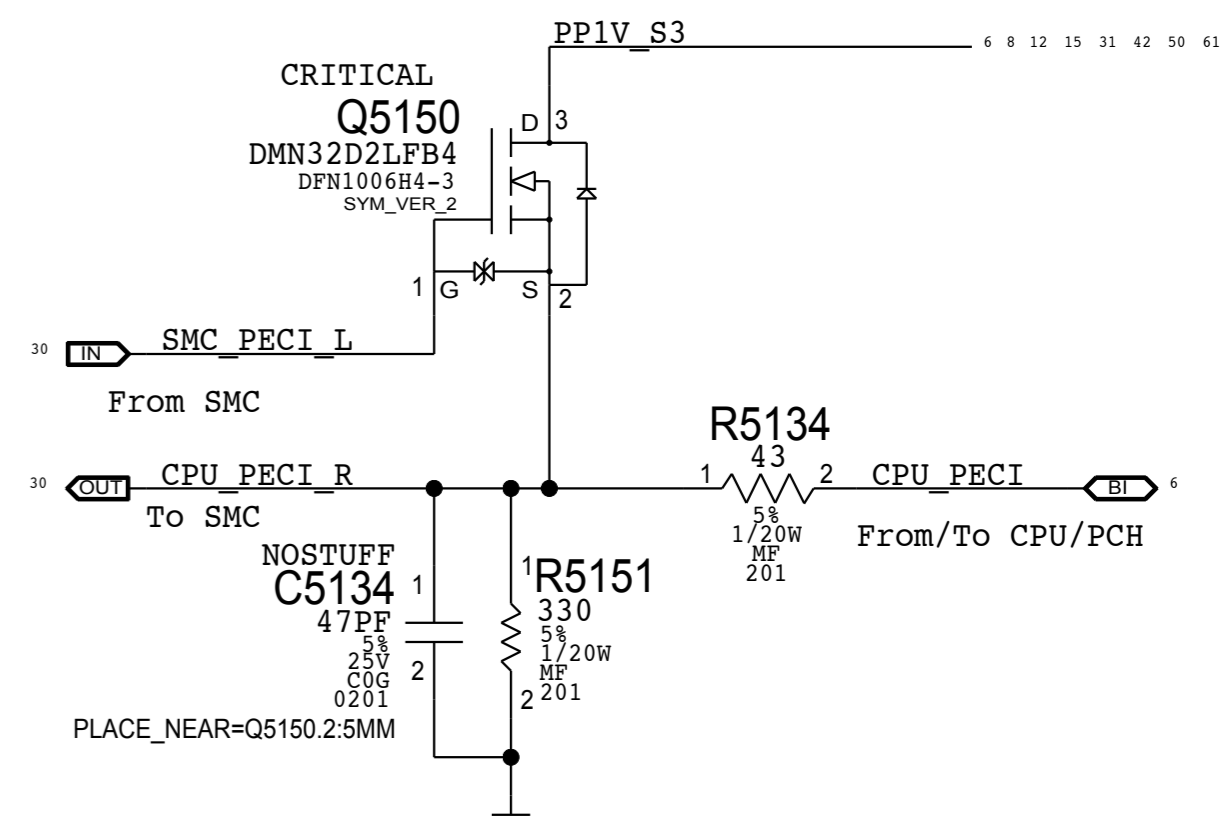 PP1V_S3
6 8 12 15 31 42 50 61
CRITICAL
Q5150
DMN32D2LFB4
DFN1006H4-3
SYM_VER_2
D 3
1 G S 2
30 IN SMC_PECI_L
From SMC
30 OUT CPU_PECI_R
To SMC
R5134
43
1 2
5%
1/20W
MF
201
CPU_PECI BI 6
From/To CPU/PCH
NOSTUFF
C5134
47PF
5%
25V
C0G
0201
1
2
PLACE_NEAR=Q5150.2:5MM
1
R5151
330
5%
1/20W
MF
201
2